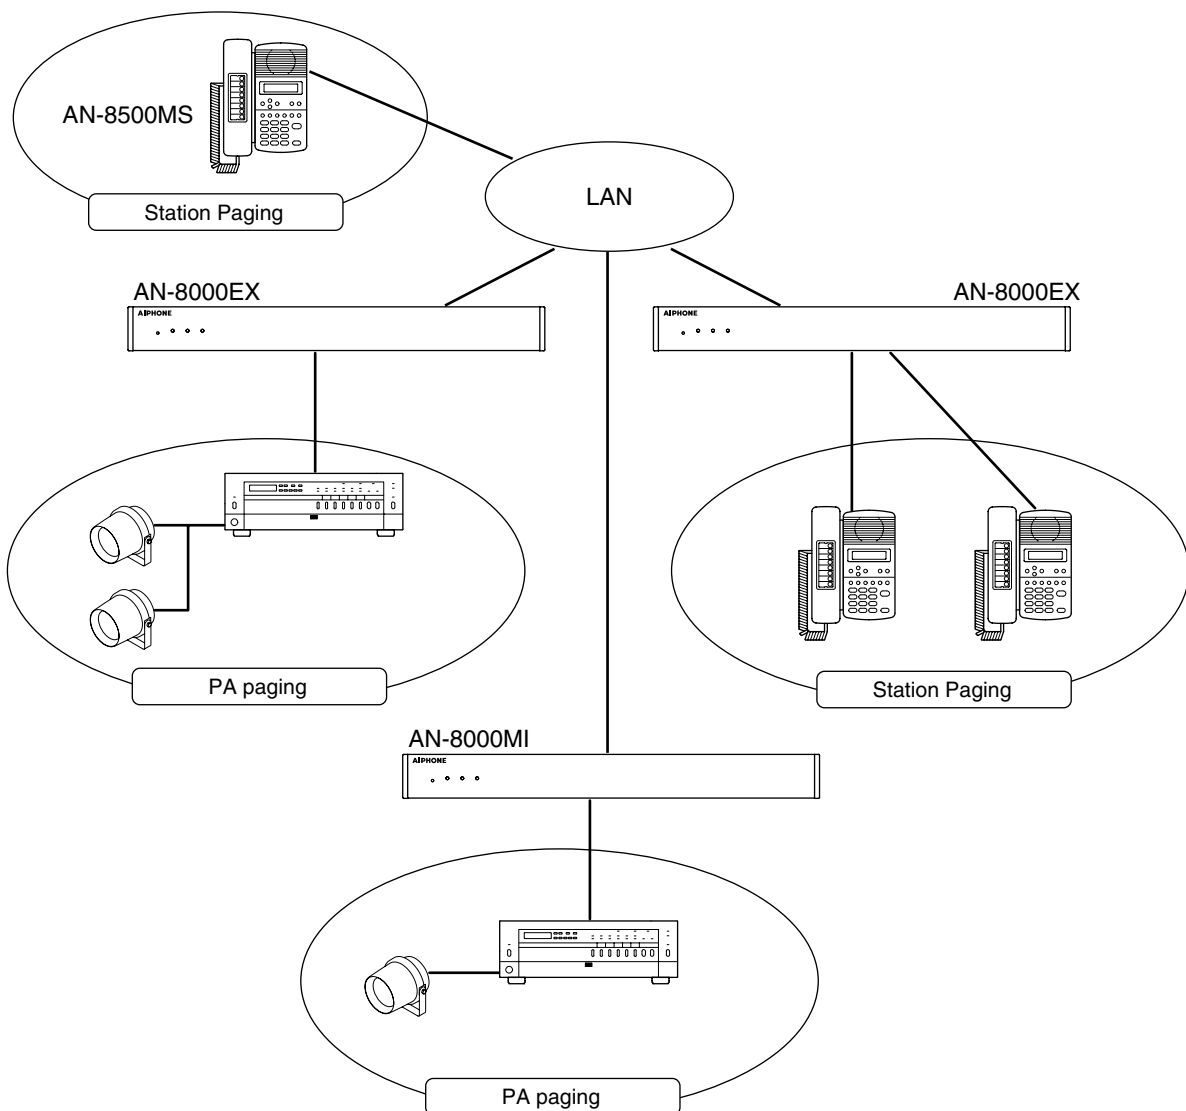 AN-8500MS
Station Paging
LAN
AN-8000EX
AIPHONE
AN-8000EX
AIPHONE
PA paging
Station Paging
AN-8000MI
AIPHONE
PA paging